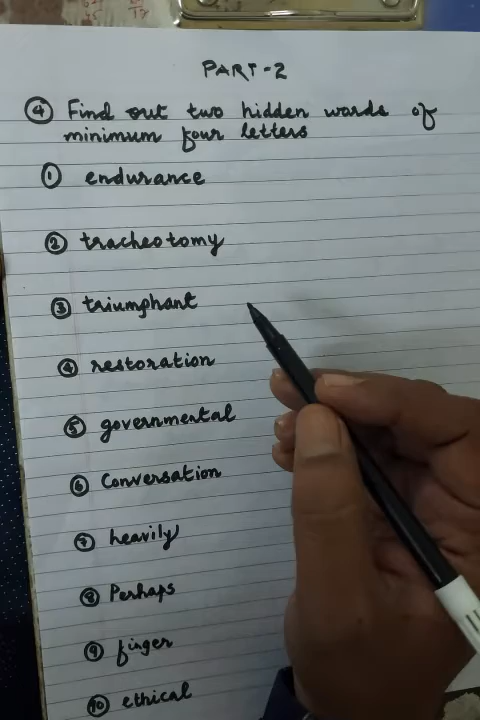 PART-2
④ Find out two hidden words of
minimum four letters
① endurance
② tracheotomy
③ triumphant
④ restoration
⑤ governmental
⑥ Conversation
⑦ heavily
⑧ Perhaps
⑨ finger
⑩ ethical